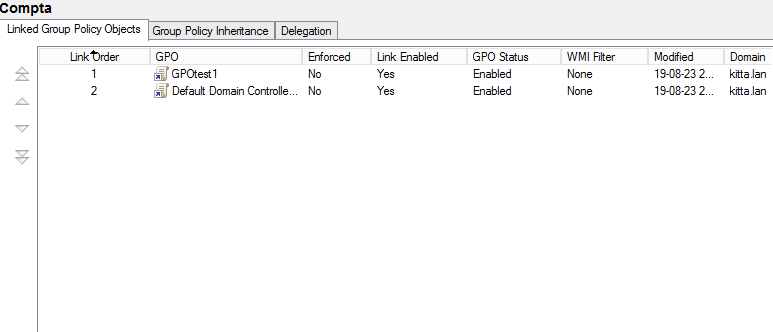 Compta
Linked Group Policy Objects Group Policy Inheritance Delegation
Link Order GPO Enforced Link Enabled GPO Status WMI Filter Modified Domain
1 GPOtest1 No Yes Enabled None 19-08-23 2... kitta.lan
2 Default Domain Controlle... No Yes Enabled None 19-08-23 2... kitta.lan